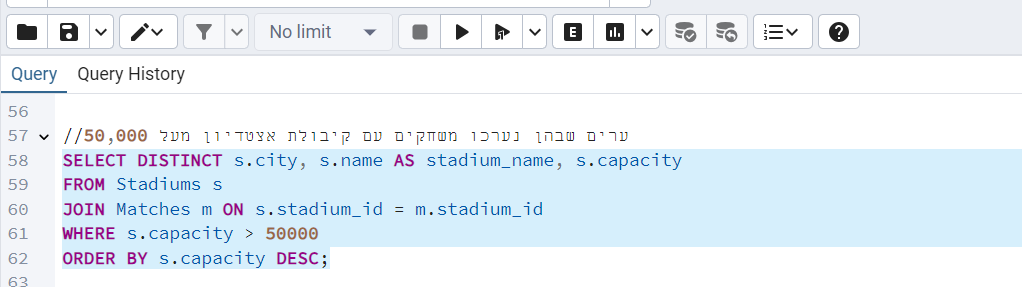 No limit
Query Query History
56
57 //50,000 ערים שבהן נערכו משחקים עם קיבולת אצטדיון מעל
58 SELECT DISTINCT s.city, s.name AS stadium_name, s.capacity
59 FROM Stadiums s
60 JOIN Matches m ON s.stadium_id = m.stadium_id
61 WHERE s.capacity > 50000
62 ORDER BY s.capacity DESC;
63